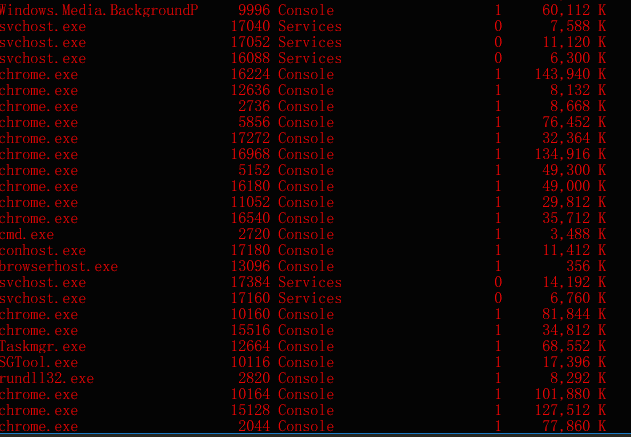 Windows.Media.BackgroundP 9996 Console 1 60,112 K
svchost.exe 17040 Services 0 7,588 K
svchost.exe 17052 Services 0 11,120 K
svchost.exe 16088 Services 0 6,300 K
chrome.exe 16224 Console 1 143,940 K
chrome.exe 12636 Console 1 8,132 K
chrome.exe 2736 Console 1 8,668 K
chrome.exe 5856 Console 1 76,452 K
chrome.exe 17272 Console 1 32,364 K
chrome.exe 16968 Console 1 134,916 K
chrome.exe 5152 Console 1 49,300 K
chrome.exe 16180 Console 1 49,000 K
chrome.exe 11052 Console 1 29,812 K
chrome.exe 16540 Console 1 35,712 K
cmd.exe 2720 Console 1 3,488 K
conhost.exe 17180 Console 1 11,412 K
browserhost.exe 13096 Console 1 356 K
svchost.exe 17384 Services 0 14,192 K
svchost.exe 17160 Services 0 6,760 K
chrome.exe 10160 Console 1 81,844 K
chrome.exe 15516 Console 1 34,812 K
Taskmgr.exe 12664 Console 1 68,552 K
SGTool.exe 10116 Console 1 17,396 K
rundll32.exe 2820 Console 1 8,292 K
chrome.exe 10164 Console 1 101,880 K
chrome.exe 15128 Console 1 127,512 K
chrome.exe 2044 Console 1 77,860 K